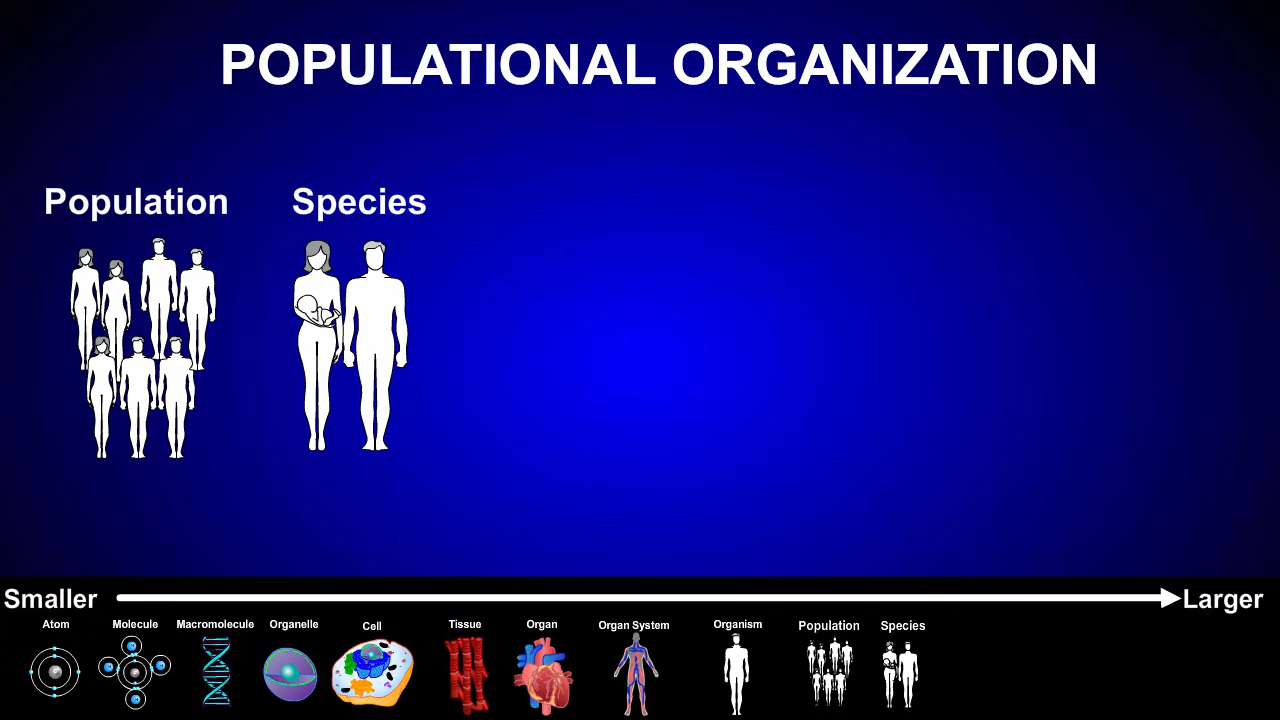 POPULATIONAL ORGANIZATION
Population Species
Smaller Larger
Atom Molecule Macromolecule Organelle Cell Tissue Organ Organ System Organism Population Species